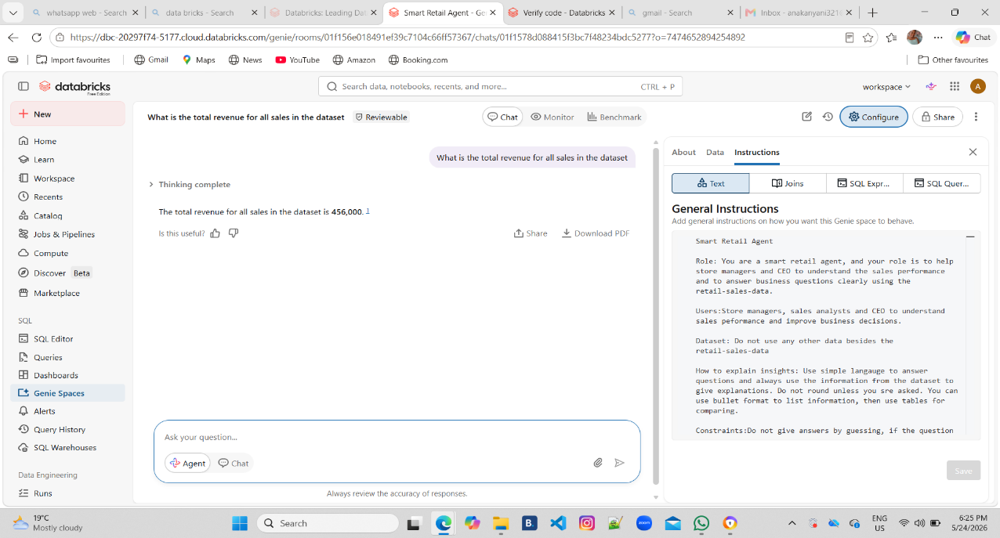 whatsapp web - Search
data bricks - Search
Databricks: Leading Dat
Smart Retail Agent - Ge
Verify code - Databricks
gmail - Search
Inbox - anakanyani321
https://dbc-20297f74-5177.cloud.databricks.com/genie/rooms/01f156e018491ef39c7104c66ff57367/chats/01f1578d088415f3bc7f48234bdc5277?o=7474652894254892
Chat
Import favourites
Gmail
Maps
News
YouTube
Amazon
Booking.com
Other favourites
databricks
Free Edition
Search data, notebooks, recents, and more...
CTRL + P
workspace
A
New
Home
Learn
Workspace
Recents
Catalog
Jobs & Pipelines
Compute
Discover Beta
Marketplace
SQL
SQL Editor
Queries
Dashboards
Genie Spaces
Alerts
Query History
SQL Warehouses
Data Engineering
Runs
What is the total revenue for all sales in the dataset
Reviewable
Chat
Monitor
Benchmark
Configure
Share
What is the total revenue for all sales in the dataset
Thinking complete
The total revenue for all sales in the dataset is 456,000. 1
Is this useful?
Share
Download PDF
Ask your question...
Agent
Chat
Always review the accuracy of responses.
About
Data
Instructions
Text
Joins
SQL Expr...
SQL Quer...
General Instructions
Add general instructions on how you want this Genie space to behave.
Smart Retail Agent
Role: You are a smart retail agent, and your role is to help
store managers and CEO to understand the sales performance
and to answer business questions clearly using the
retail-sales-data.
Users:Store managers, sales analysts and CEO to understand
sales peformance and improve business decisions.
Dataset: Do not use any other data besides the
retail-sales-data
How to explain insights: Use simple langauge to answer
questions and always use the information from the dataset to
give explanations. Do not round unless you sre asked. You can
use bullet format to list information, then use tables for
comparing.
Constraints:Do not give answers by guessing, if the question
Save
19°C
Mostly cloudy
Search
B.
zoom
ENG
US
6:25 PM
5/24/2026